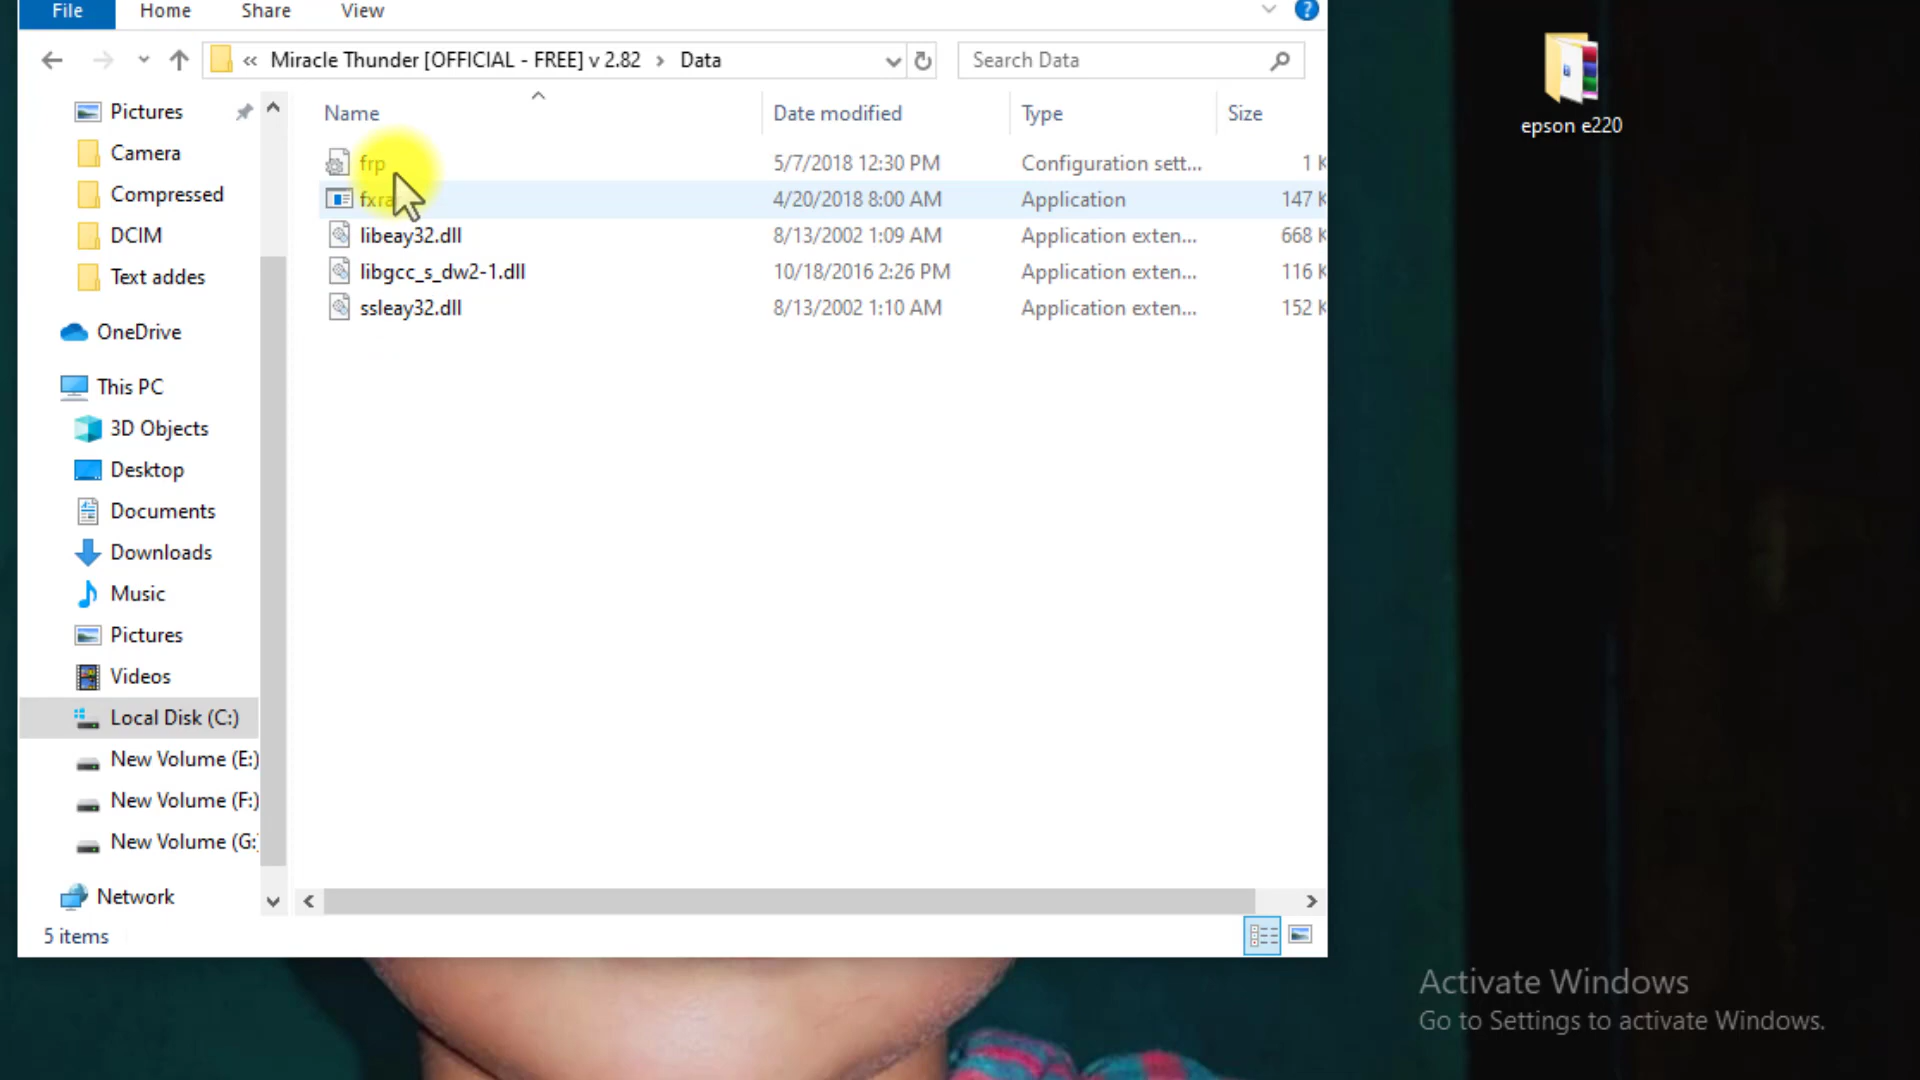 File Home Share View
« Miracle Thunder [OFFICIAL - FREE] v 2.82 > Data
Search Data
Name Date modified Type Size
frp 5/7/2018 12:30 PM Configuration sett... 1 K
4/20/2018 8:00 AM Application 147 K
libeay32.dll 8/13/2002 1:09 AM Application exten... 668 K
libgcc_s_dw2-1.dll 10/18/2016 2:26 PM Application exten... 116 K
ssleay32.dll 8/13/2002 1:10 AM Application exten... 152 K
Pictures
Camera
Compressed
DCIM
Text addes
OneDrive
This PC
3D Objects
Desktop
Documents
Downloads
Music
Pictures
Videos
Local Disk (C:)
New Volume (E:)
New Volume (F:)
New Volume (G:
Network
5 items
epson e220
Activate Windows
Go to Settings to activate Windows.